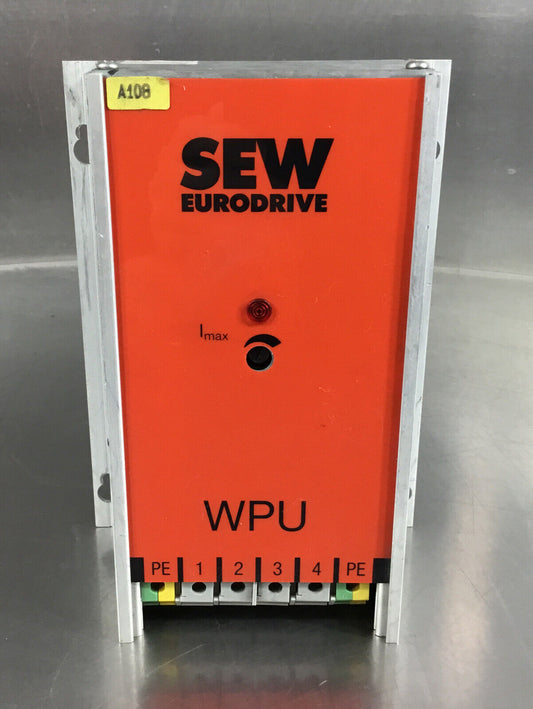 A108
SEW
EURODRIVE
Imax
WPU
PE 1 2 3 4 PE